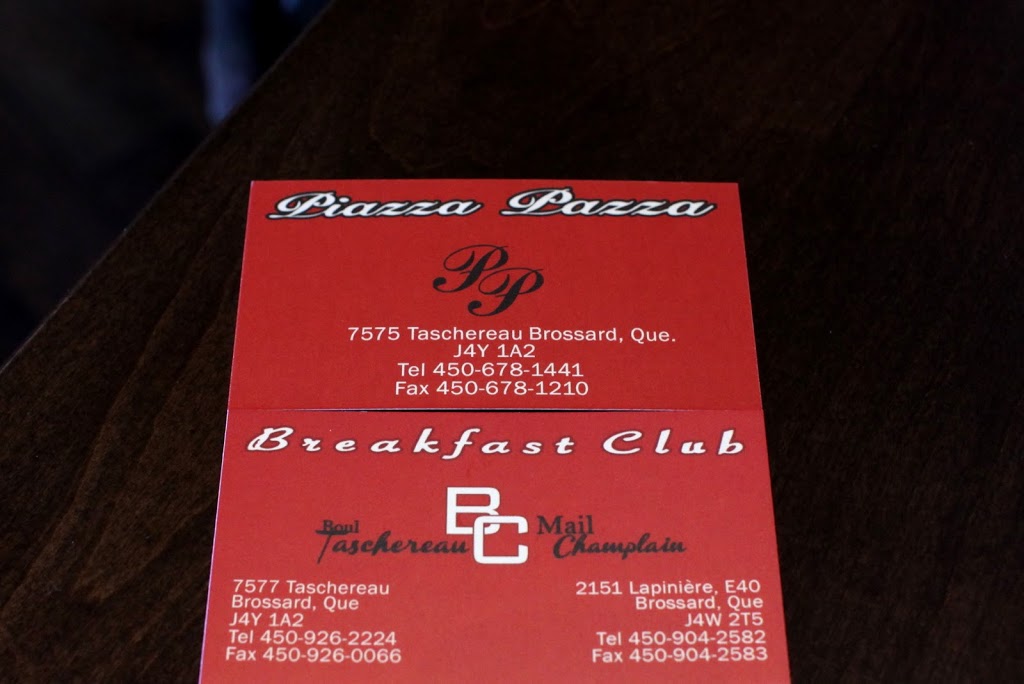 Piazza Pazza
PP
7575 Taschereau Brossard, Que.
J4Y 1A2
Tel 450-678-1441
Fax 450-678-1210
Breakfast Club
BC
Boul
Taschereau
Mail
Champlain
7577 Taschereau
Brossard, Que
J4Y 1A2
Tel 450-926-2224
Fax 450-926-0066
2151 Lapinière, E40
Brossard, Que
J4W 2T5
Tel 450-904-2582
Fax 450-904-2583